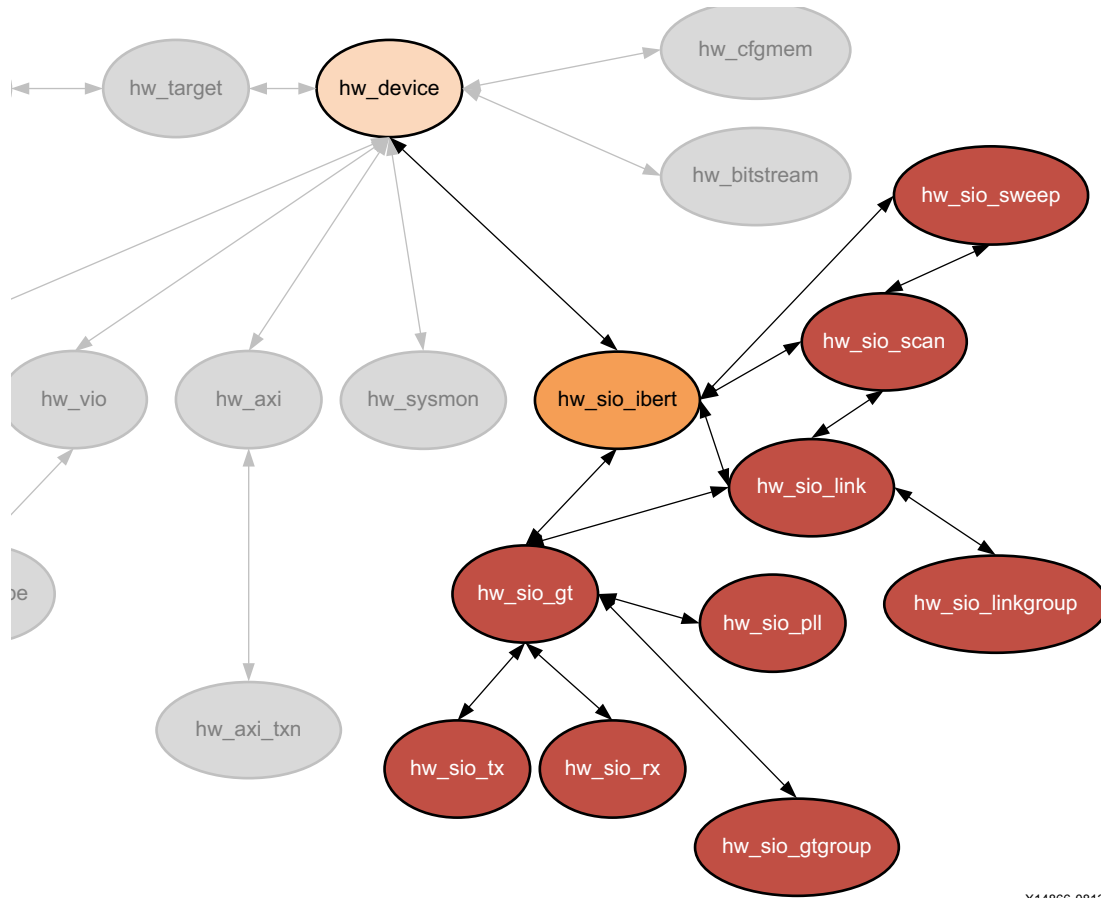 hw_cfgmem
hw_target
hw_device
hw_bitstream
hw_sio_sweep
hw_sio_scan
hw_vio
hw_axi
hw_sysmon
hw_sio_ibert
hw_sio_link
hw_sio_gt
hw_sio_linkgroup
hw_sio_pll
hw_axi_txn
hw_sio_tx
hw_sio_rx
hw_sio_gtgroup